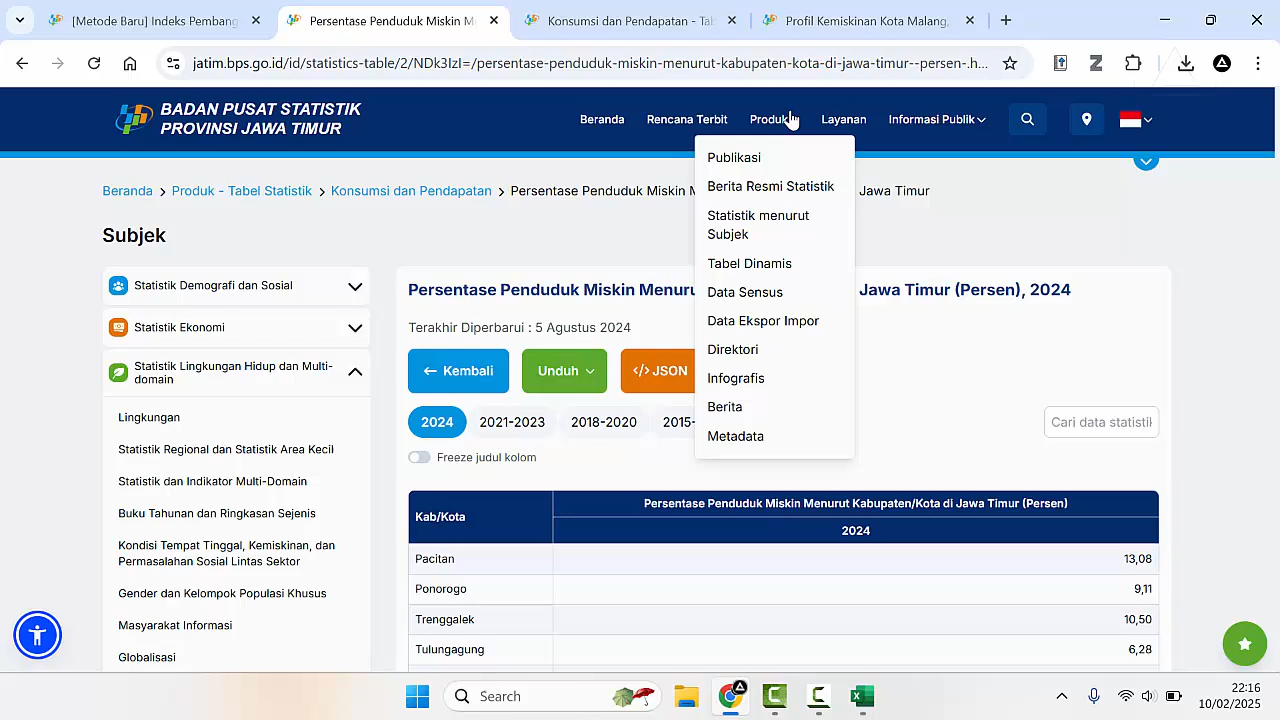 [Metode Baru] Indeks Pembang
Persentase Penduduk Miskin M
Konsumsi dan Pendapatan - Tab
Profil Kemiskinan Kota Malang,
jatim.bps.go.id/id/statistics-table/2/NDk3IzI=/persentase-penduduk-miskin-menurut-kabupaten-kota-di-jawa-timur--persen-.h...
BADAN PUSAT STATISTIK
PROVINSI JAWA TIMUR
Beranda
Rencana Terbit
Produk
Layanan
Informasi Publik
Publikasi
Berita Resmi Statistik
Statistik menurut
Subjek
Tabel Dinamis
Data Sensus
Data Ekspor Impor
Direktori
Infografis
Berita
Metadata
Beranda > Produk - Tabel Statistik > Konsumsi dan Pendapatan > Persentase Penduduk Miskin M Jawa Timur
Subjek
Statistik Demografi dan Sosial
Statistik Ekonomi
Statistik Lingkungan Hidup dan Multi-
domain
Lingkungan
Statistik Regional dan Statistik Area Kecil
Statistik dan Indikator Multi-Domain
Buku Tahunan dan Ringkasan Sejenis
Kondisi Tempat Tinggal, Kemiskinan, dan
Permasalahan Sosial Lintas Sektor
Gender dan Kelompok Populasi Khusus
Masyarakat Informasi
Globalisasi
Persentase Penduduk Miskin Menuru Jawa Timur (Persen), 2024
Terakhir Diperbarui : 5 Agustus 2024
← Kembali
Unduh
</> JSON
2024
2021-2023
2018-2020
2015-
Cari data statistik
Freeze judul kolom
Kab/Kota
Persentase Penduduk Miskin Menurut Kabupaten/Kota di Jawa Timur (Persen)
2024
Pacitan 13,08
Ponorogo 9,11
Trenggalek 10,50
Tulungagung 6,28
Search
22:16
10/02/2025